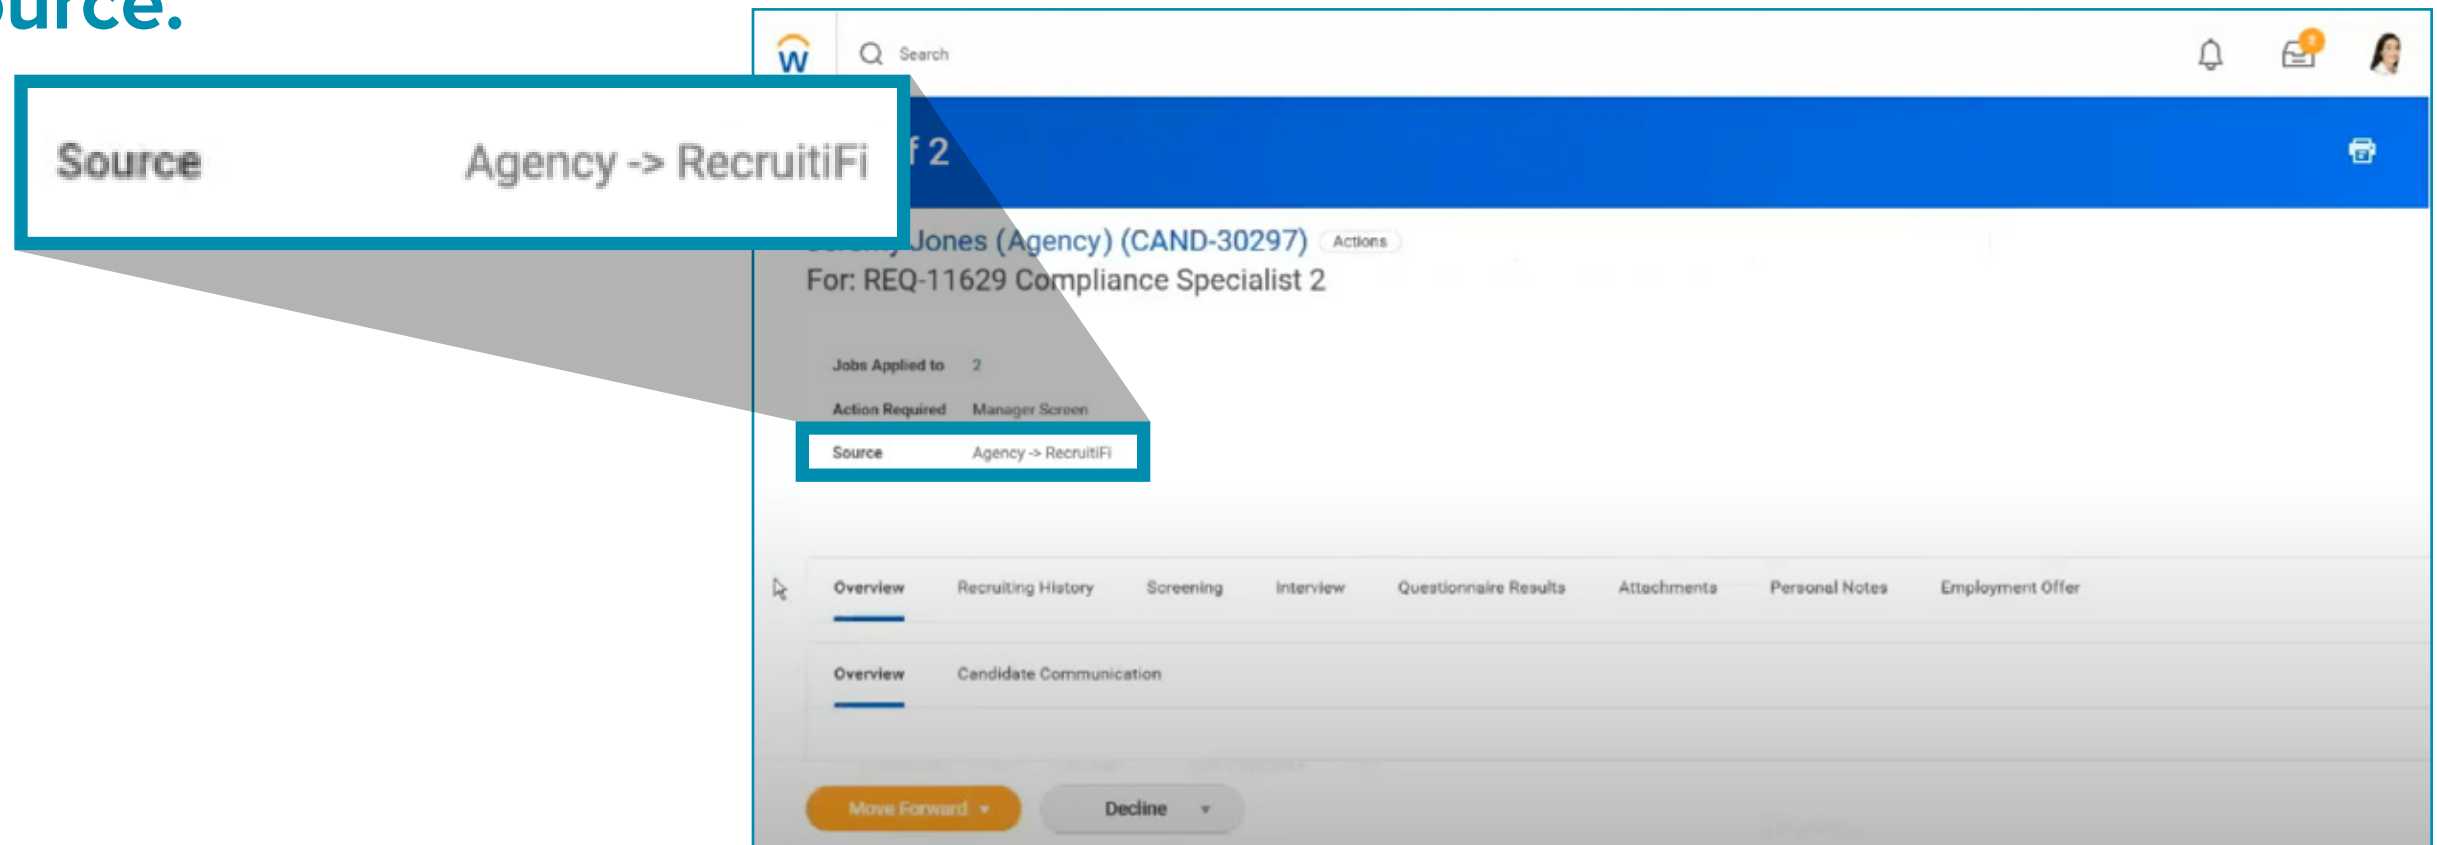 ource.
Search
2
Source Agency -> RecruitiFi
f 2
Jones (Agency) (CAND-30297) Actions
For: REQ-11629 Compliance Specialist 2
Jobs Applied to 2
Action Required Manager Screen
Source Agency -> RecruitiFi
Overview Recruiting History Screening Interview Questionnaire Results Attachments Personal Notes Employment Offer
Overview Candidate Communication
Move Forward Decline